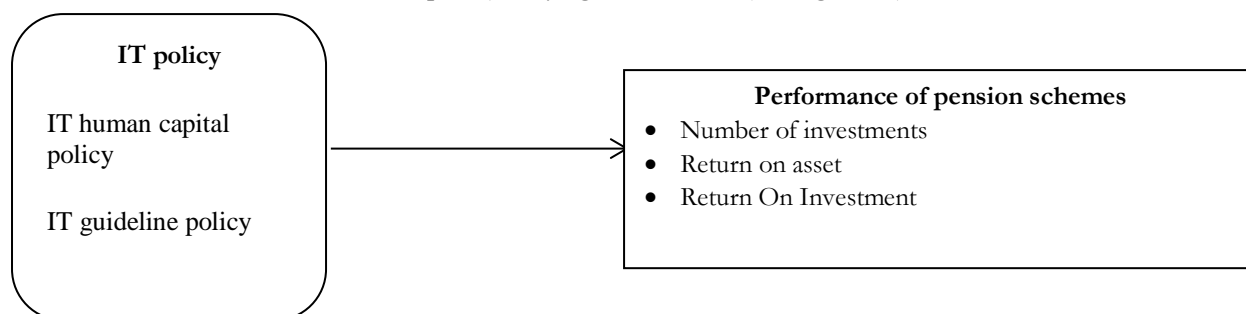 IT policy
IT human capital
policy
IT guideline policy
Performance of pension schemes
• Number of investments
• Return on asset
• Return On Investment